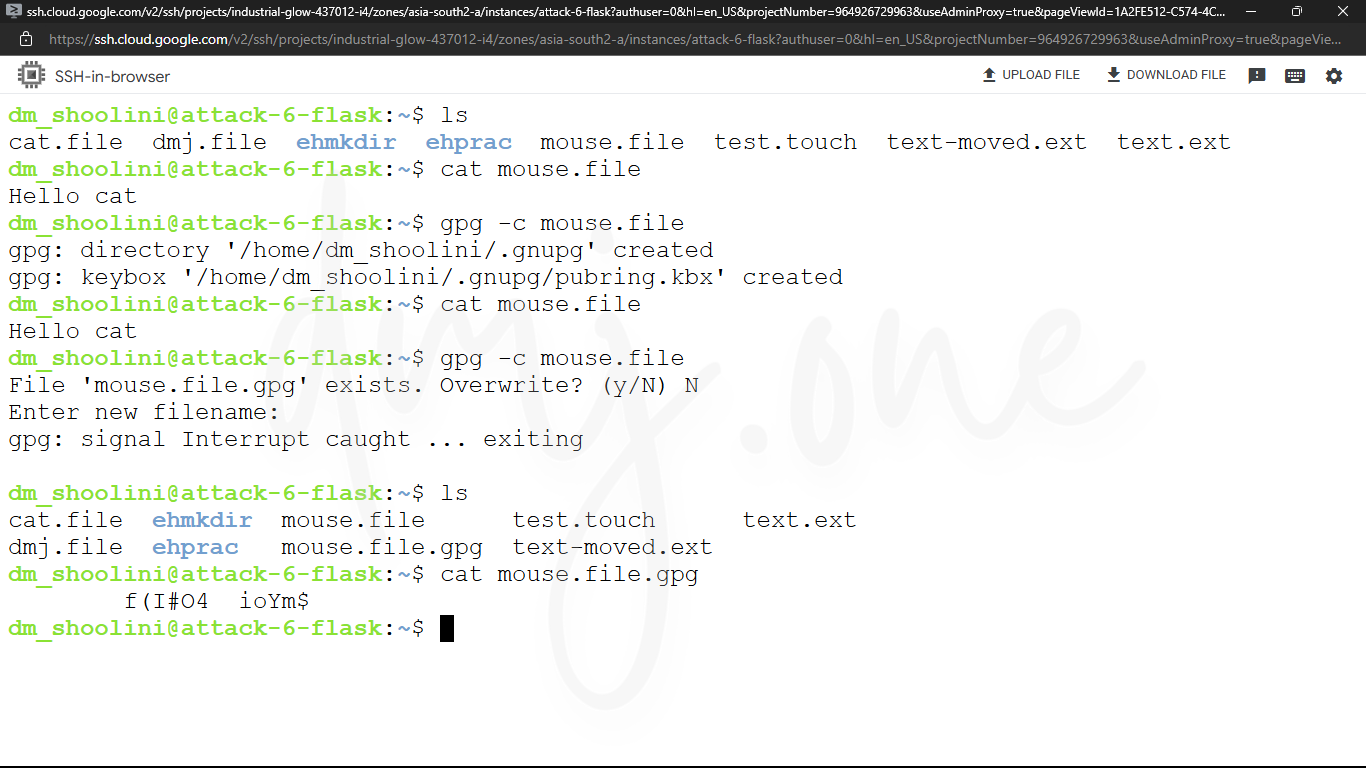 ssh.cloud.google.com/v2/ssh/projects/industrial-glow-437012-i4/zones/asia-south2-a/instances/attack-6-flask?authuser=0&hl=en_US&projectNumber=964926729963&useAdminProxy=true&pageViewId=1A2FE512-C574-4C...
https://ssh.cloud.google.com/v2/ssh/projects/industrial-glow-437012-i4/zones/asia-south2-a/instances/attack-6-flask?authuser=0&hl=en_US&projectNumber=964926729963&useAdminProxy=true&pageVie...
SSH-in-browser UPLOAD FILE DOWNLOAD FILE
dm_shoolini@attack-6-flask:~$ ls
cat.file dmj.file ehmkdir ehprac mouse.file test.touch text-moved.ext text.ext
dm_shoolini@attack-6-flask:~$ cat mouse.file
Hello cat
dm_shoolini@attack-6-flask:~$ gpg -c mouse.file
gpg: directory '/home/dm_shoolini/.gnupg' created
gpg: keybox '/home/dm_shoolini/.gnupg/pubring.kbx' created
dm_shoolini@attack-6-flask:~$ cat mouse.file
Hello cat
dm_shoolini@attack-6-flask:~$ gpg -c mouse.file
File 'mouse.file.gpg' exists. Overwrite? (y/N) N
Enter new filename:
gpg: signal Interrupt caught ... exiting
dm_shoolini@attack-6-flask:~$ ls
cat.file ehmkdir mouse.file test.touch text.ext
dmj.file ehprac mouse.file.gpg text-moved.ext
dm_shoolini@attack-6-flask:~$ cat mouse.file.gpg
f(I#O4 ioYm$
dm_shoolini@attack-6-flask:~$
dmj.one